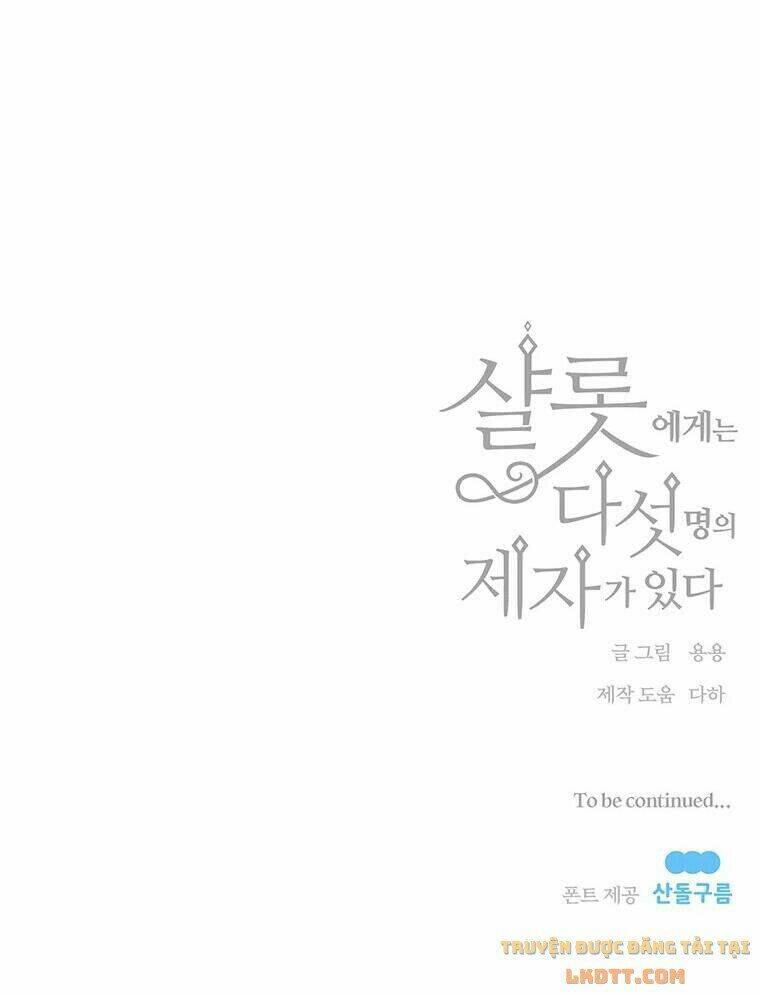 샬롯에게는
다섯명의
제자가 있다
글 그림 용용
제작 도움 다하
To be continued...
폰트 제공 산돌구름
TRUYỆN ĐƯỢC ĐĂNG TẢI TẠI
LKDTT.COM